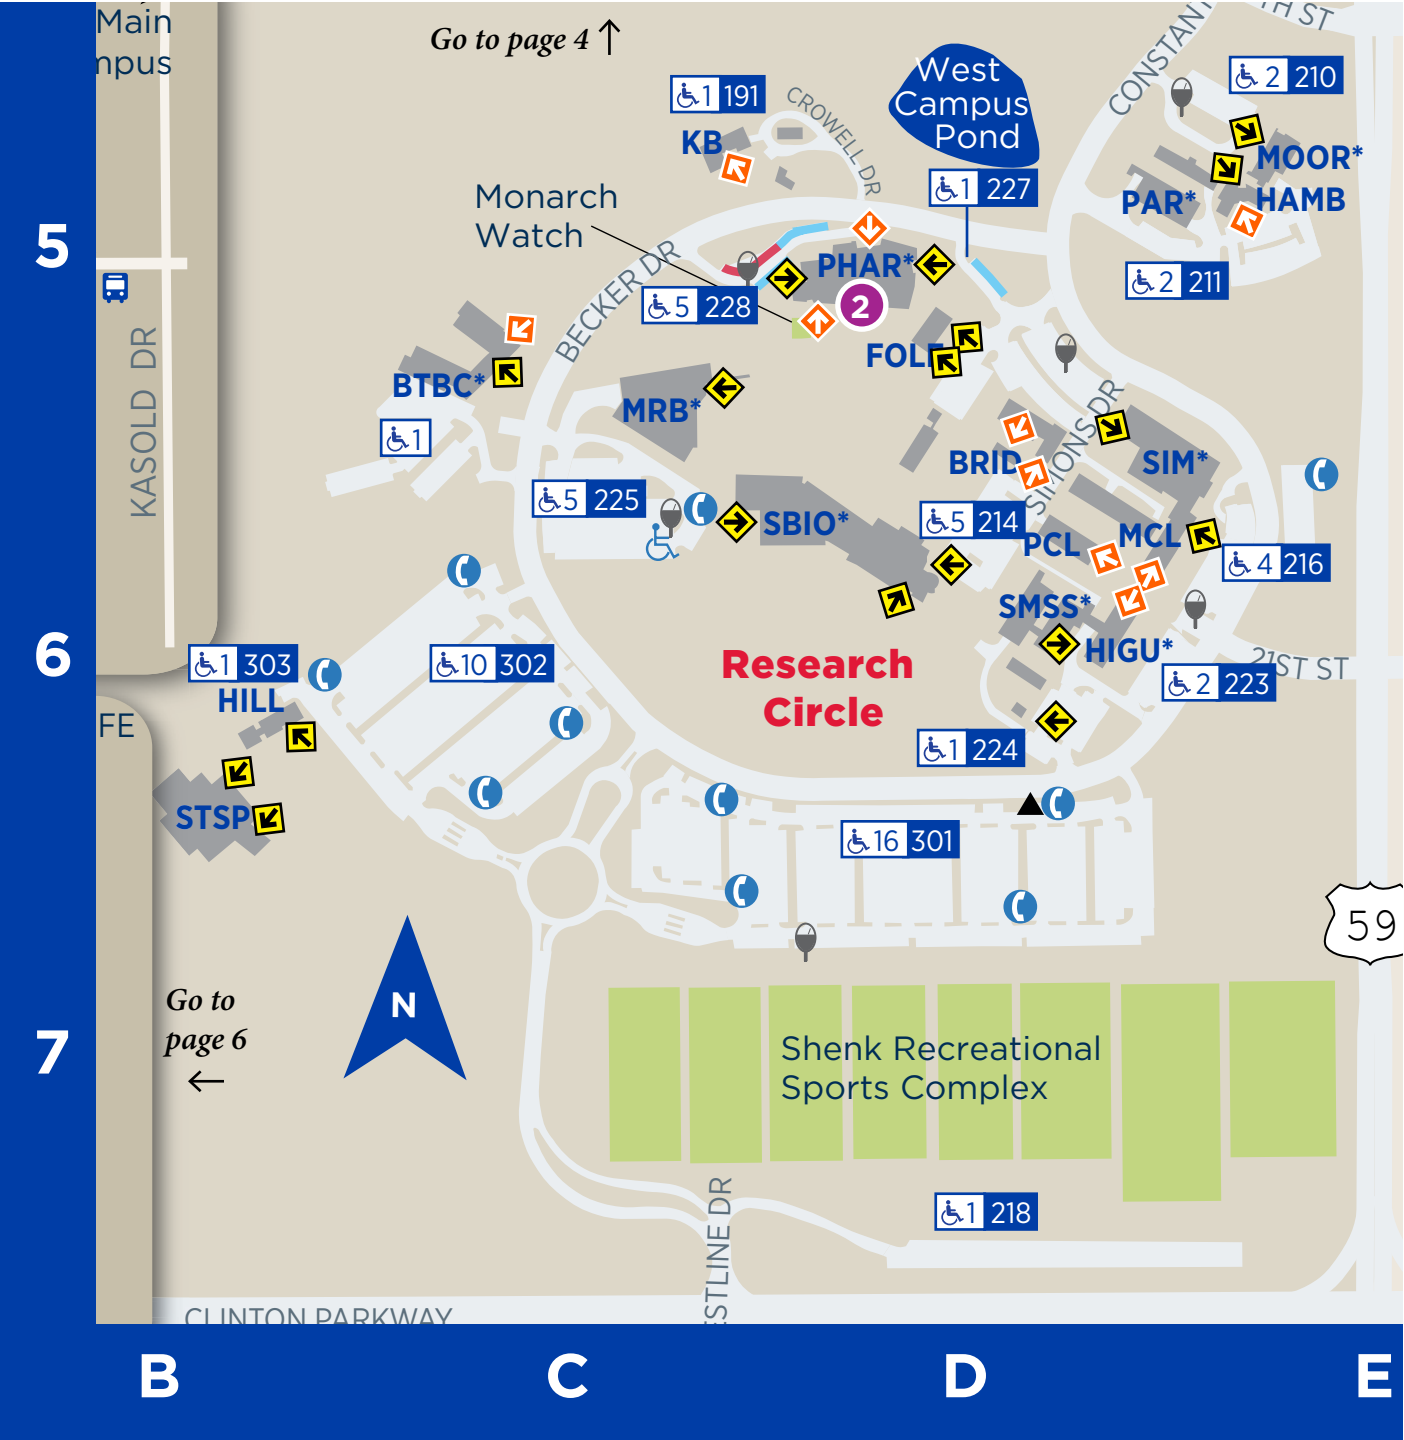 Main
mpus
Go to page 4
TH ST
CONSTANT
2 210
1 191
CROWELL DR
West
Campus
Pond
KB
MOOR*
1 227
PAR*
HAMB
Monarch
Watch
5
BECKER DR
PHAR*
2 211
5 228
2
KASOLD DR
FOLE
BTBC*
MRB*
SIMONS DR
1
BRID
SIM*
5 225
SBIO*
5 214
PCL
MCL
4 216
SMSS*
HIGU*
6
1 303
10 302
Research
Circle
21ST ST
2 223
HILL
FE
1 224
STSP
16 301
59
N
Go to
page 6
7
Shenk Recreational
Sports Complex
1 218
ESTLINE DR
CLINTON PARKWAY
B
C
D
E